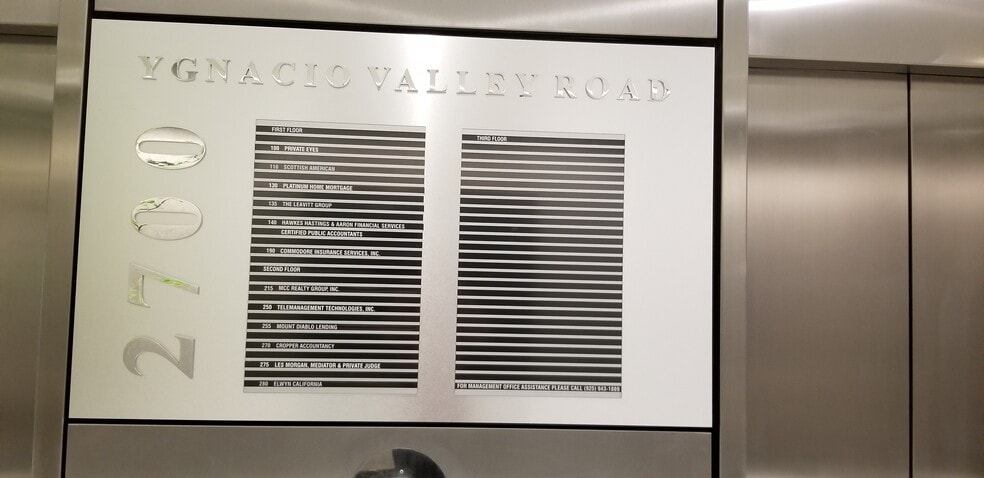 YGNACIO VALLEY ROAD
2700
FIRST FLOOR
100 PRIVATE EYES
110 SCOTTISH AMERICAN
130 PLATINUM HOME MORTGAGE
135 THE LEAVITT GROUP
140 HAWKES HASTINGS & AARON FINANCIAL SERVICES
CERTIFIED PUBLIC ACCOUNTANTS
190 COMMODORE INSURANCE SERVICES, INC.
SECOND FLOOR
215 MCC REALTY GROUP, INC.
250 TELEMANAGEMENT TECHNOLOGIES, INC.
255 MOUNT DIABLO LENDING
270 CROPPER ACCOUNTANCY
275 LES MORGAN, MEDIATOR & PRIVATE JUDGE
280 ELWYN CALIFORNIA
THIRD FLOOR
FOR MANAGEMENT OFFICE ASSISTANCE PLEASE CALL (925) 943-1889